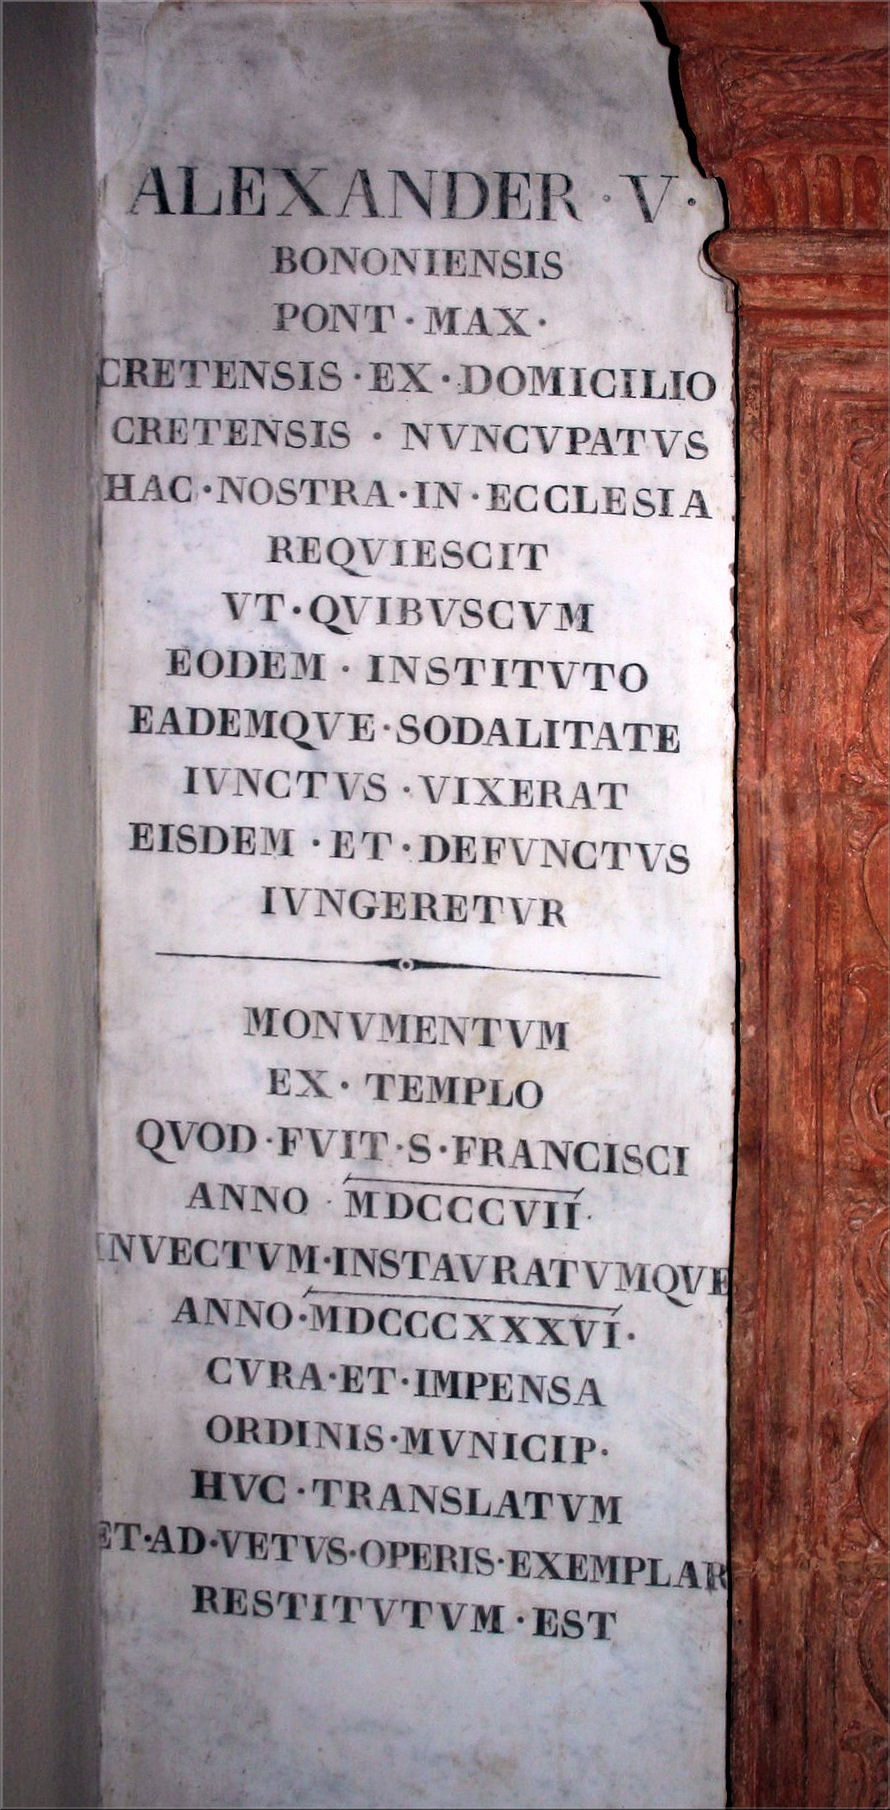 ALEXANDER · V ·
BONONIENSIS
PONT · MAX ·
CRETENSIS · EX · DOMICILIO
CRETENSIS · NVNCVPATVS
HAC · NOSTRA · IN · ECCLESIA
REQVIESCIT
VT · QVIBVSCVM
EODEM · INSTITVTO
EADEMQVE · SODALITATE
IVNCTVS · VIXERAT
EISDEM · ET · DEFVNCTVS
IVNGERETVR
MONVMENTVM
EX · TEMPLO
QVOD · FVIT · S · FRANCISCI
ANNO · MDCCCVII ·
INVECTVM · INSTAVRATVMQVE
ANNO · MDCCCXXXVI ·
CVRA · ET · IMPENSA
ORDINIS · MVNICIP ·
HVC · TRANSLATVM
ET · AD · VETVS · OPERIS · EXEMPLAR
RESTITVTVM · EST